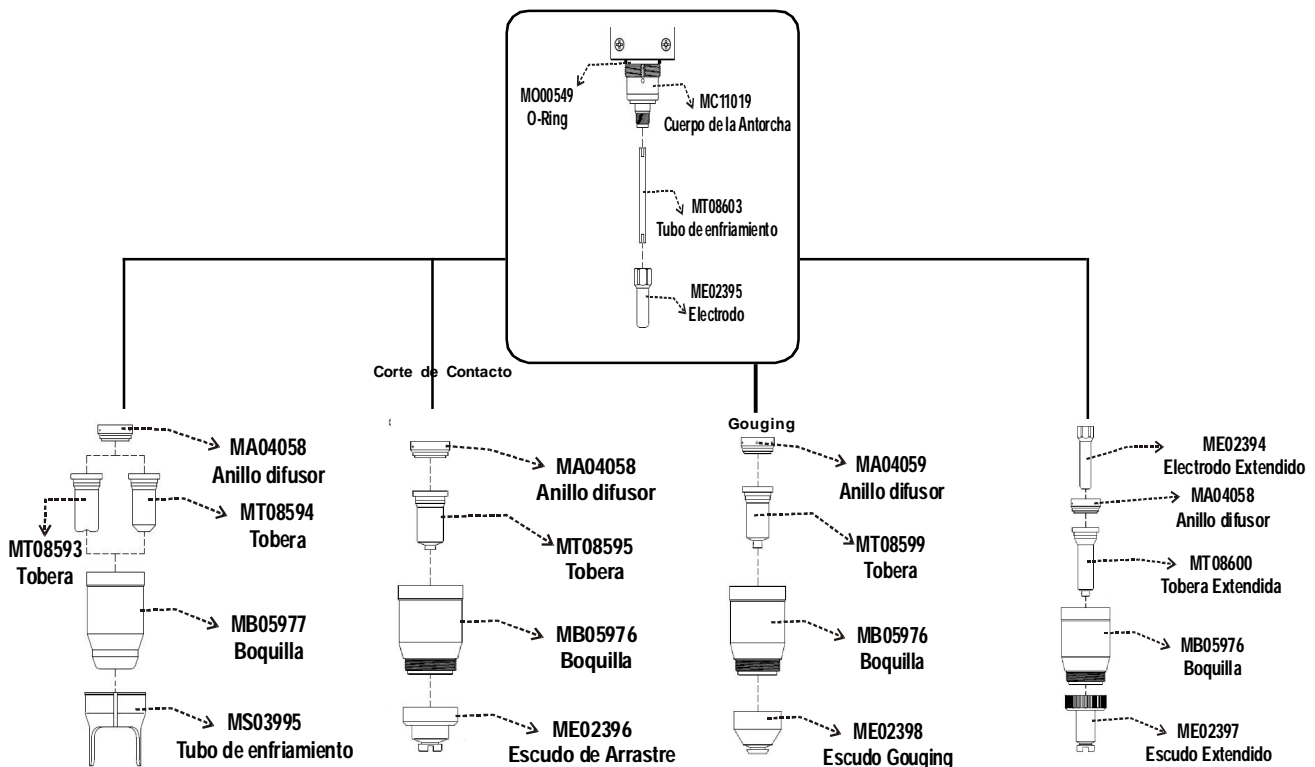 MO00549
O-Ring
MC11019
Cuerpo de la Antorcha
MT08603
Tubo de enfriamiento
ME02395
Electrodo
MA04058
Anillo difusor
MT08593
Tobera
MT08594
Tobera
MB05977
Boquilla
MS03995
Tubo de enfriamiento
Corte de Contacto
MA04058
Anillo difusor
MT08595
Tobera
MB05976
Boquilla
ME02396
Escudo de Arrastre
Gouging
MA04059
Anillo difusor
MT08599
Tobera
MB05976
Boquilla
ME02398
Escudo Gouging
ME02394
Electrodo Extendido
MA04058
Anillo difusor
MT08600
Tobera Extendida
MB05976
Boquilla
ME02397
Escudo Extendido